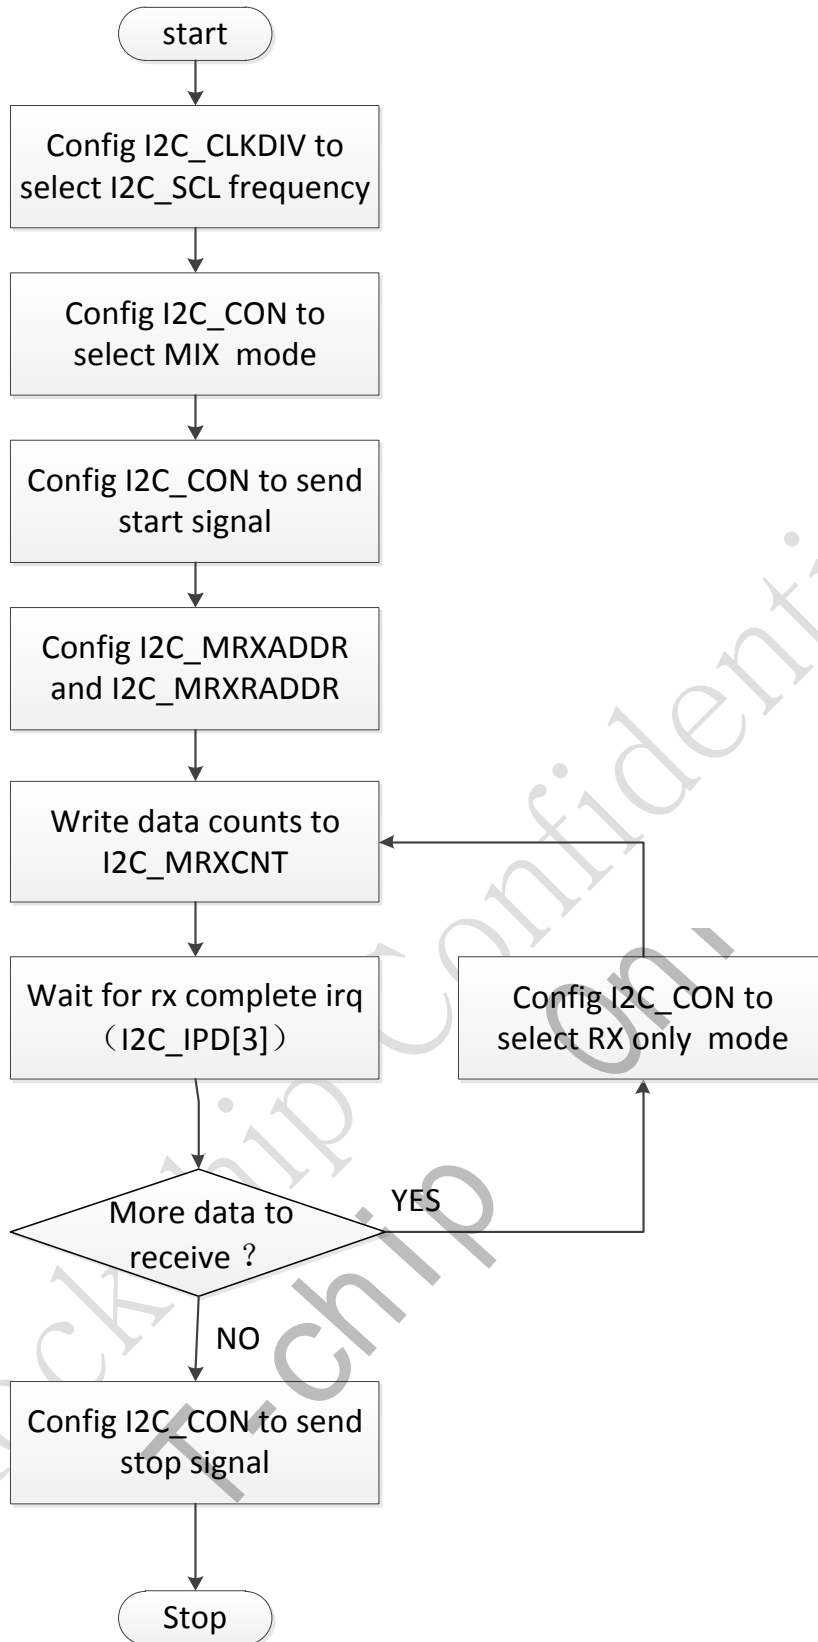 start
Config I2C_CLKDIV to
select I2C_SCL frequency
Config I2C_CON to
select MIX mode
Config I2C_CON to send
start signal
Config I2C_MRXADDR
and I2C_MRXRADDR
Write data counts to
I2C_MRXCNT
Wait for rx complete irq
（I2C_IPD[3]）
Config I2C_CON to
select RX only mode
More data to
receive ？
YES
NO
Config I2C_CON to send
stop signal
Stop
T-chip